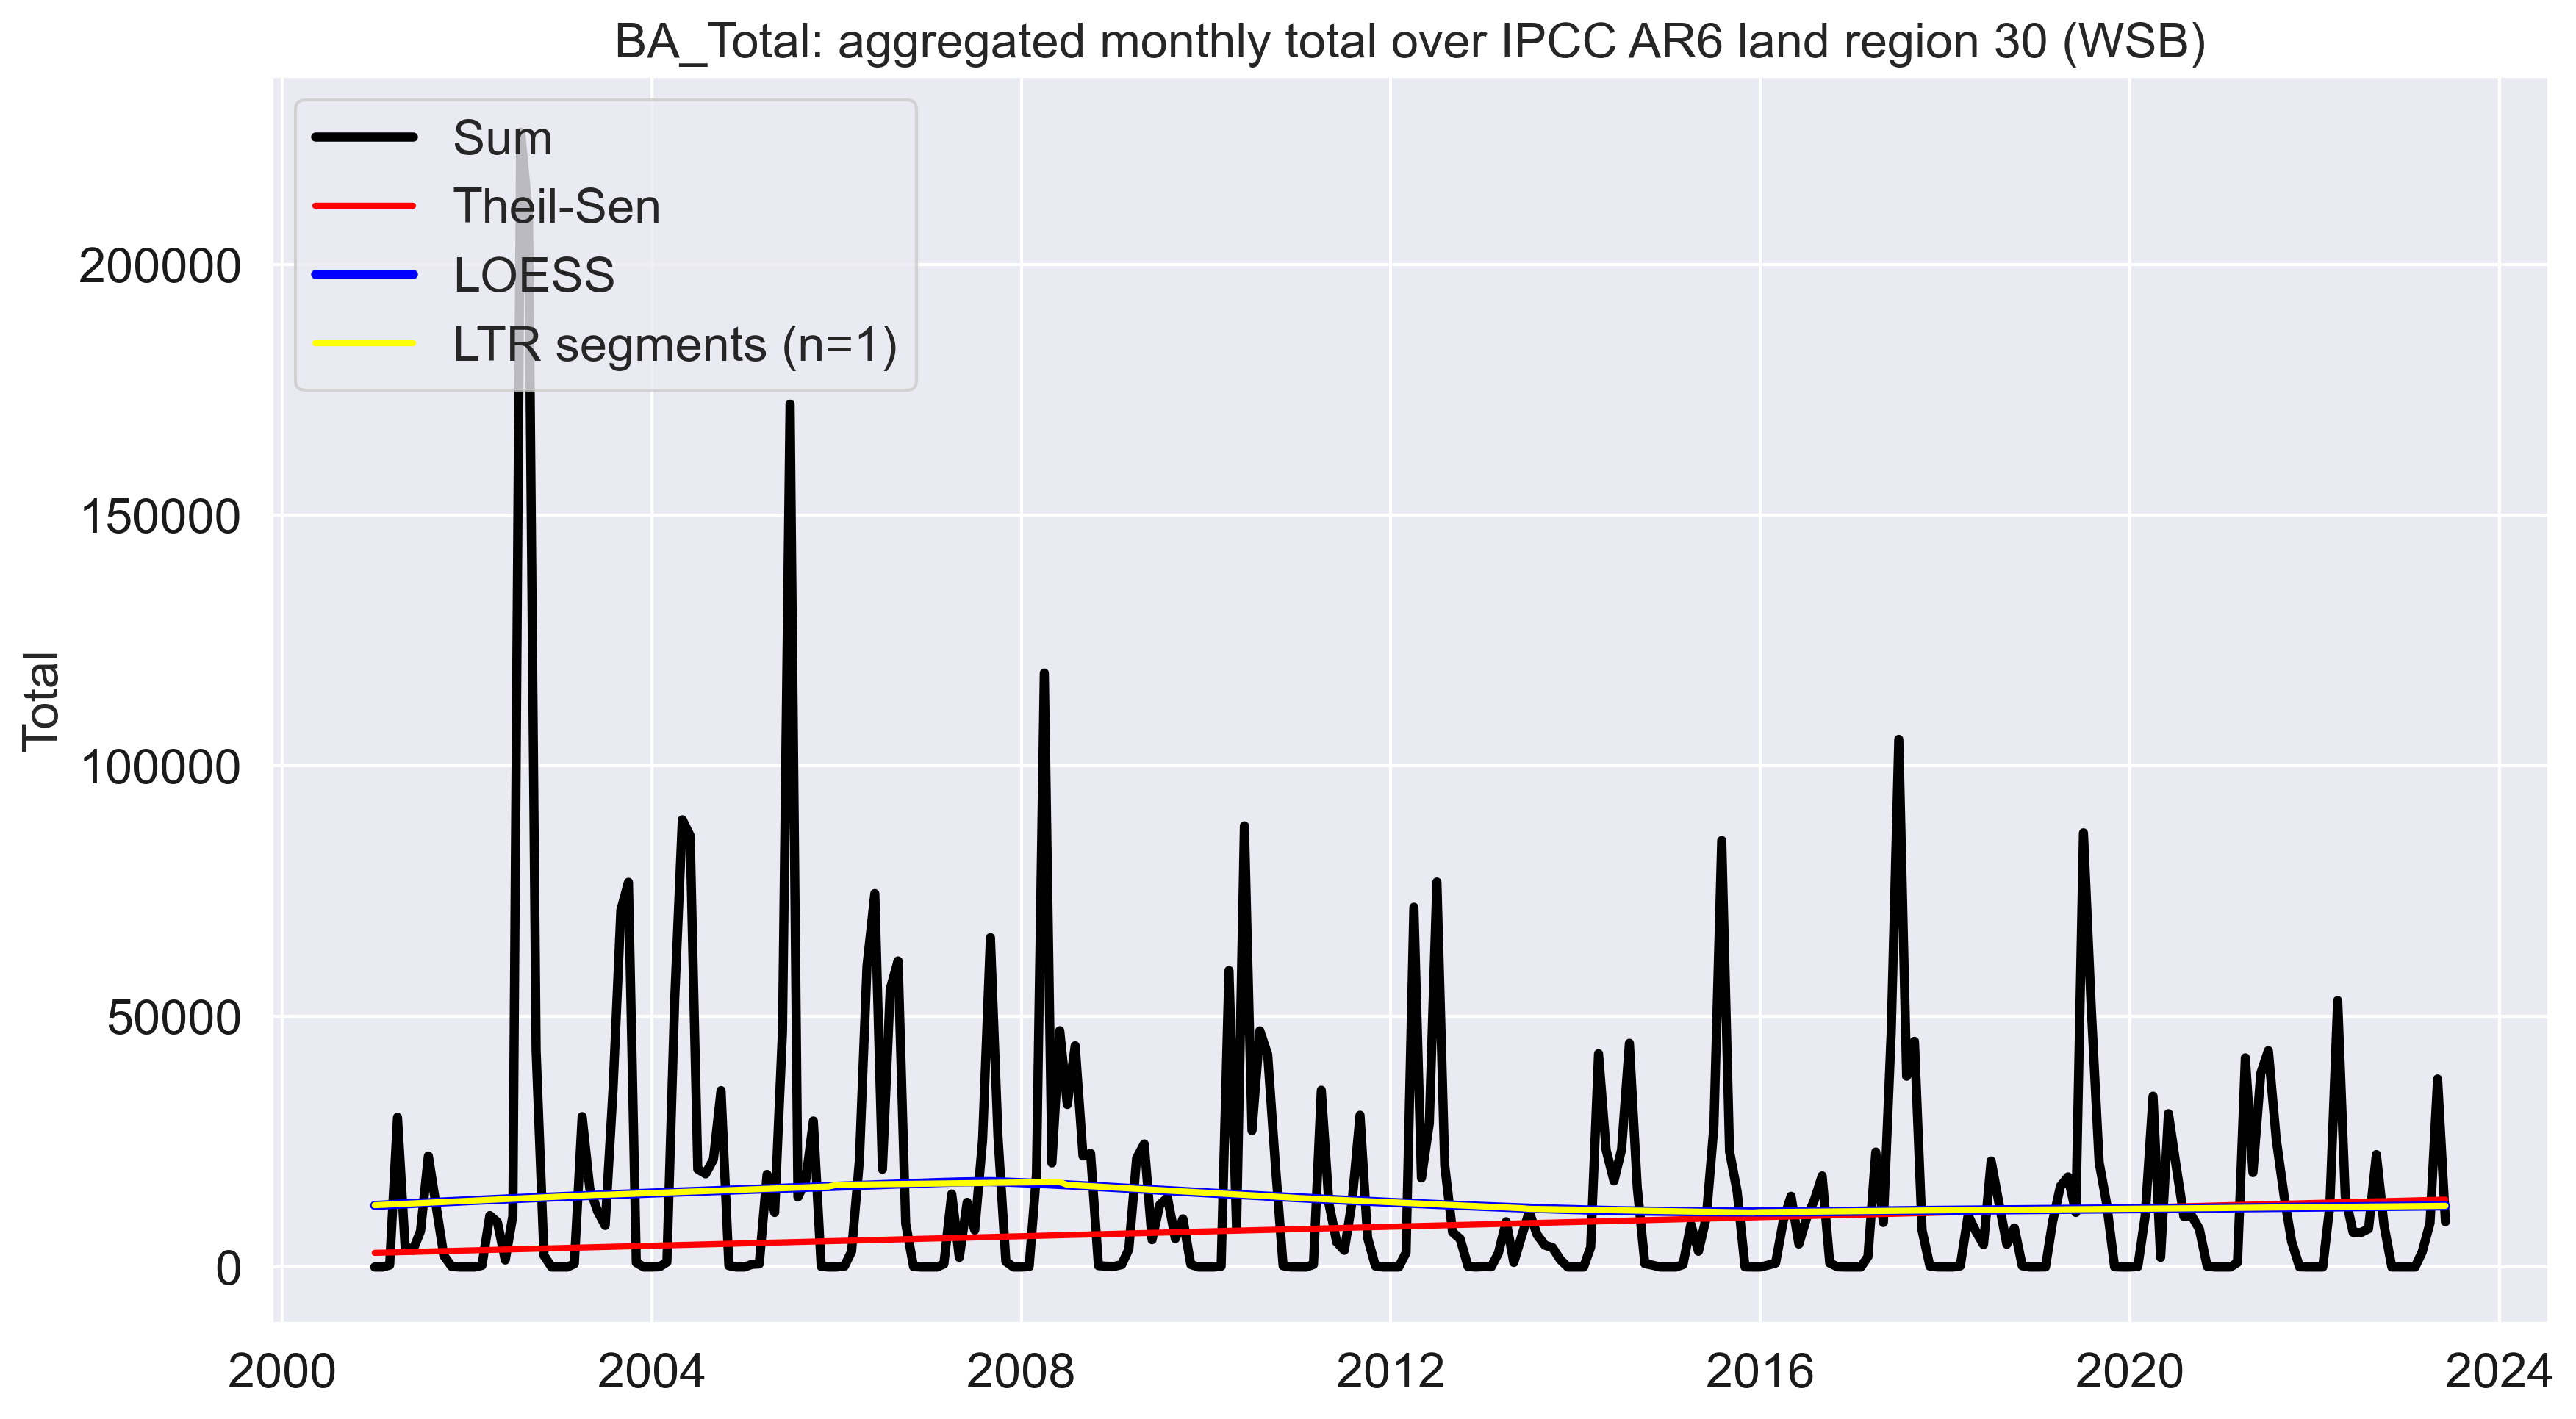 BA_Total: aggregated monthly total over IPCC AR6 land region 30 (WSB)
Sum
Theil-Sen
LOESS
LTR segments (n=1)
200000
150000
100000
50000
0
Total
2000 2004 2008 2012 2016 2020 2024